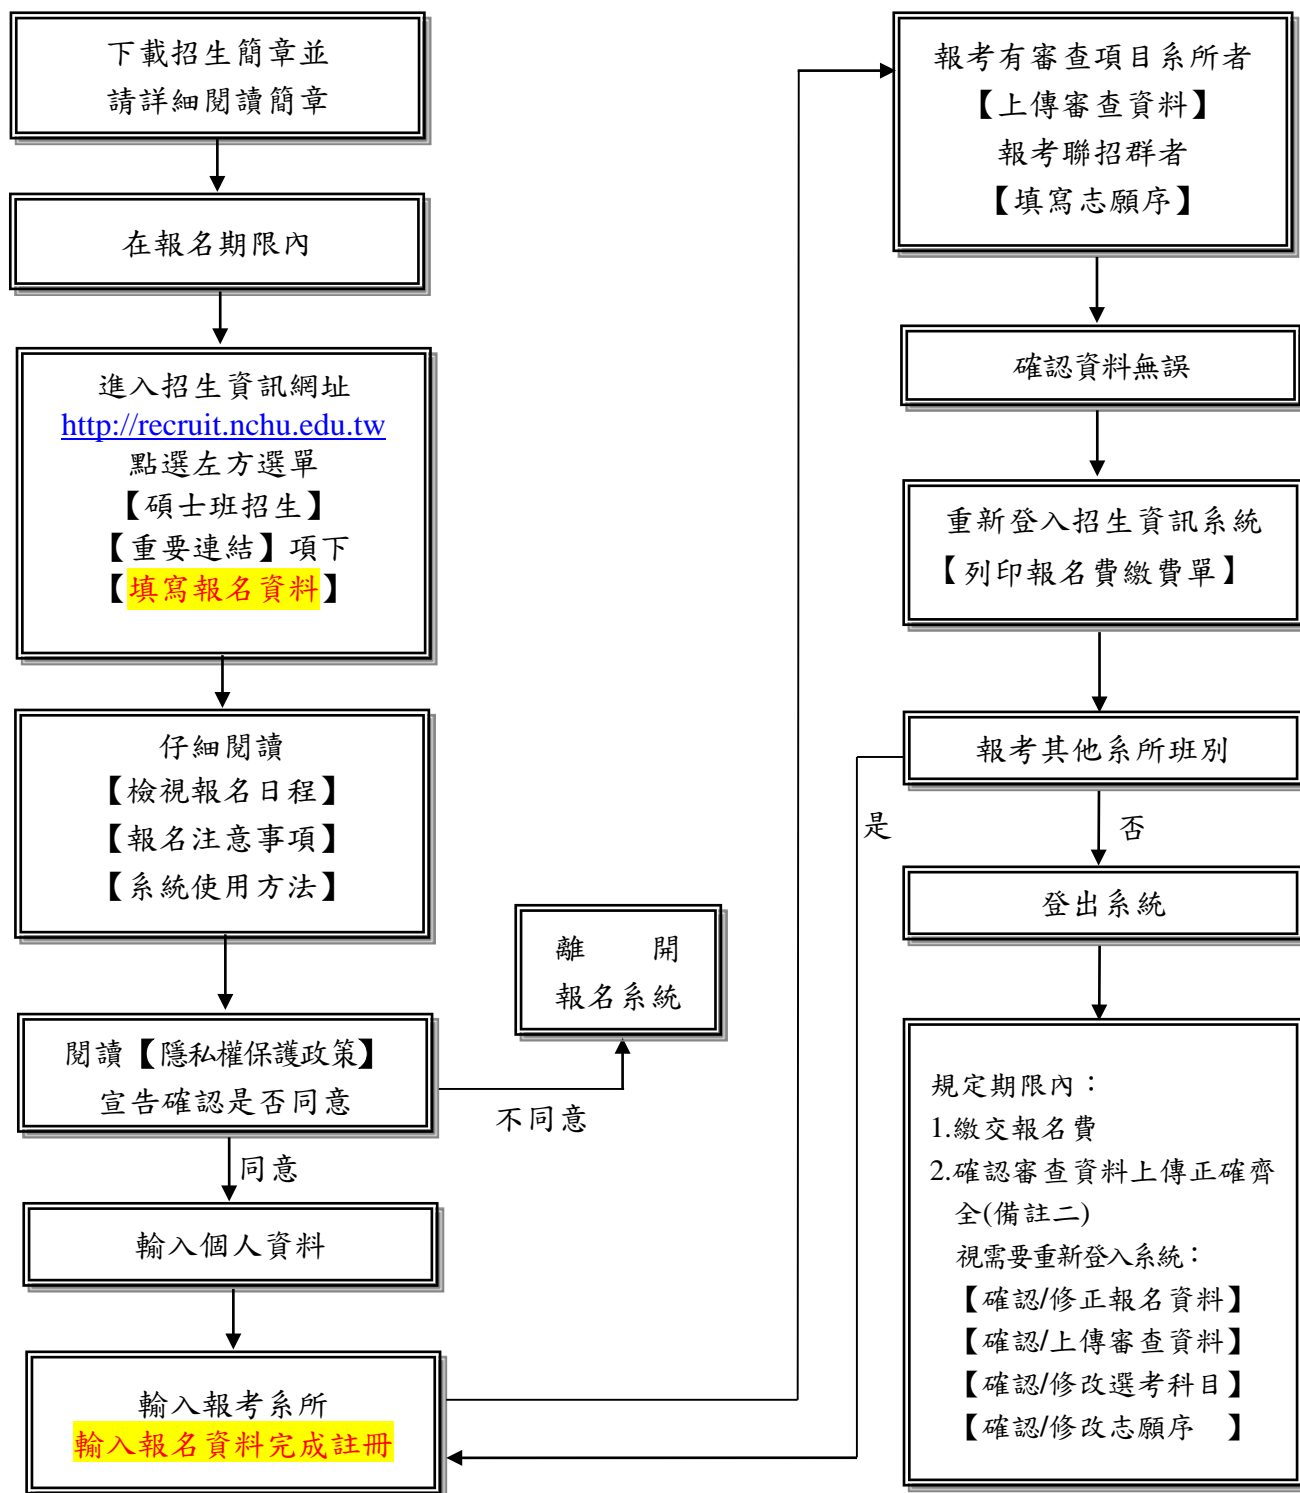 下載招生簡章並
請詳細閱讀簡章
在報名期限內
進入招生資訊網址
http://recruit.nchu.edu.tw
點選左方選單
【碩士班招生】
【重要連結】項下
【填寫報名資料】
仔細閱讀
【檢視報名日程】
【報名注意事項】
【系統使用方法】
閱讀【隱私權保護政策】
宣告確認是否同意
不同意
離 開
報名系統
同意
輸入個人資料
輸入報考系所
輸入報名資料完成註冊
報考有審查項目系所者
【上傳審查資料】
報考聯招群者
【填寫志願序】
確認資料無誤
重新登入招生資訊系統
【列印報名費繳費單】
報考其他系所班別
是
否
登出系統
規定期限內：
1.繳交報名費
2.確認審查資料上傳正確齊
全(備註二)
視需要重新登入系統：
【確認/修正報名資料】
【確認/上傳審查資料】
【確認/修改選考科目】
【確認/修改志願序 】